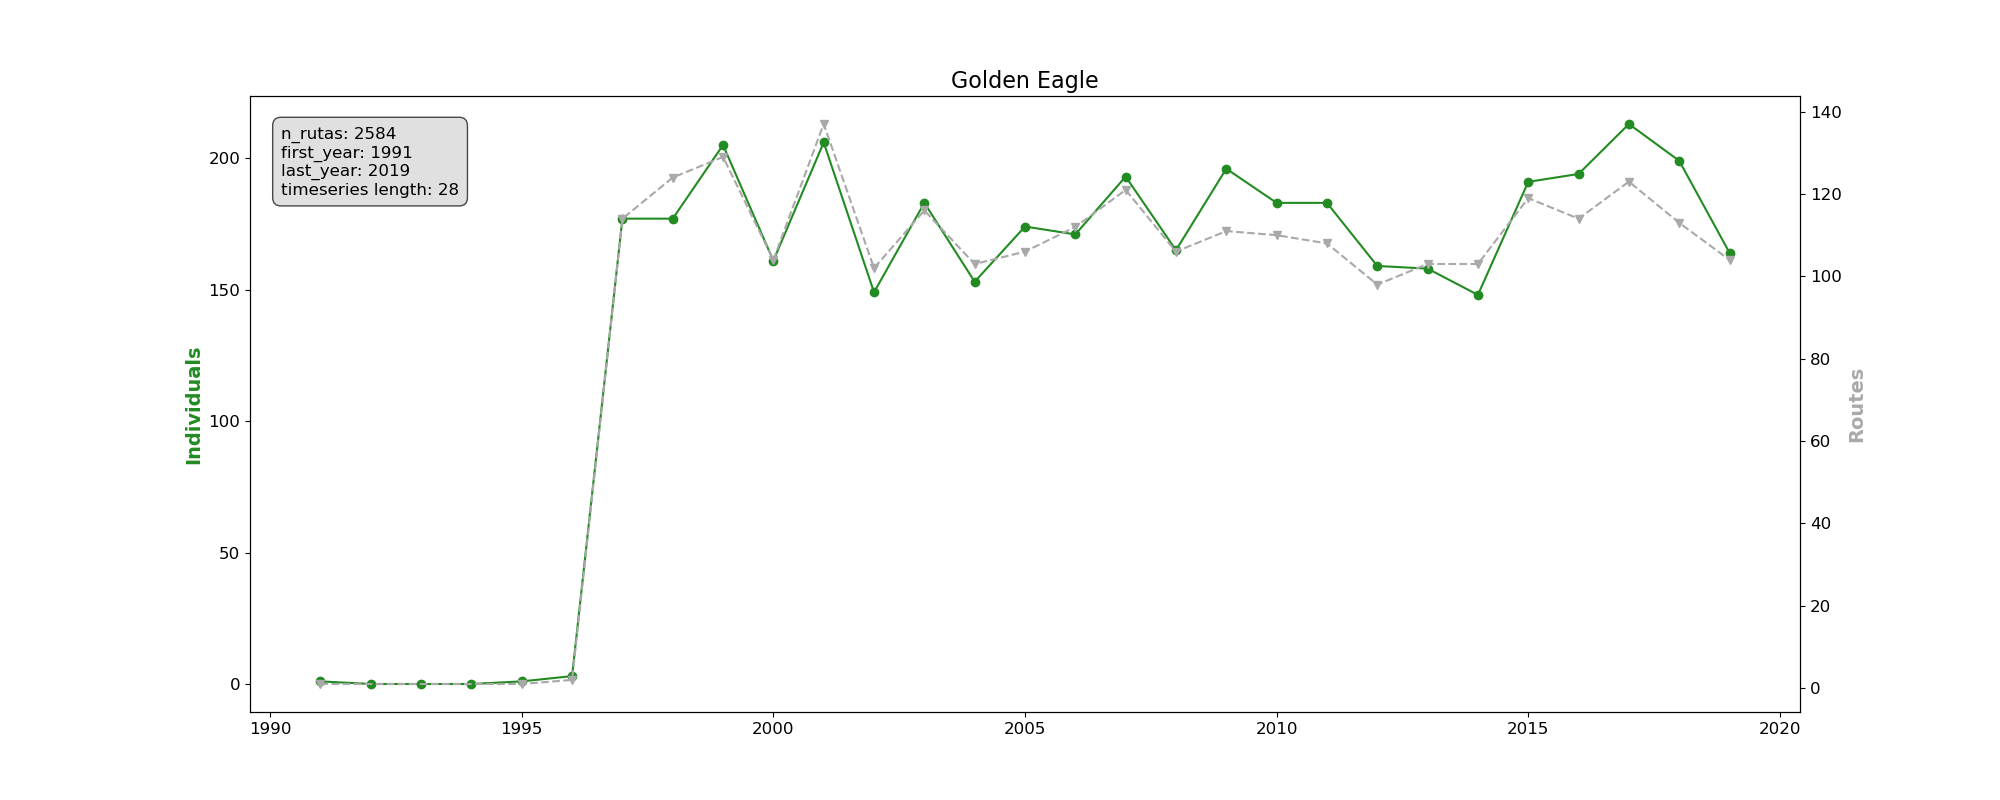 Golden Eagle
n_rutas: 2584
first_year: 1991
last_year: 2019
timeseries length: 28
200
150
100
50
0
Individuals
140
120
100
80
60
40
20
0
Routes
1990 1995 2000 2005 2010 2015 2020